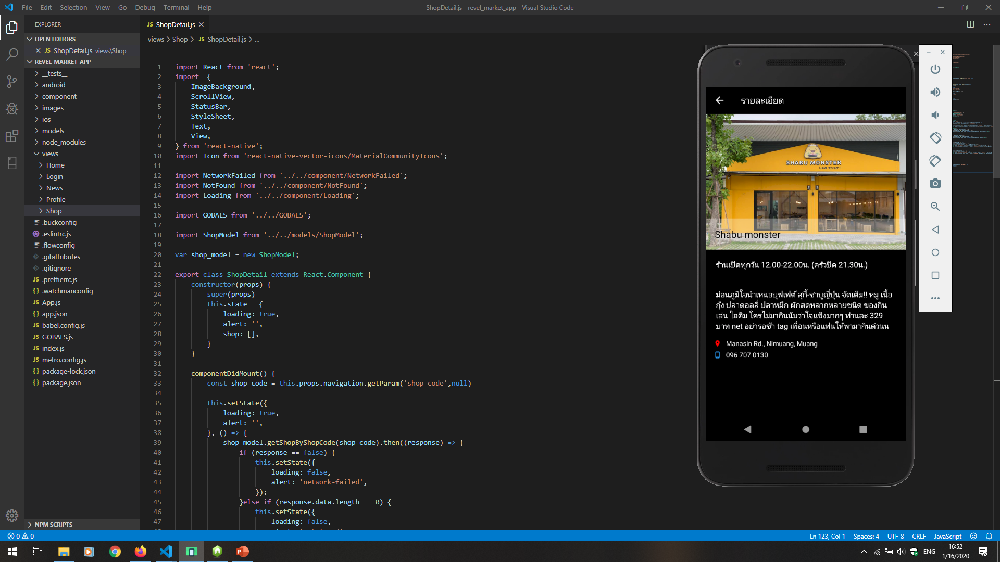 File Edit Selection View Go Debug Terminal Help
ShopDetail.js - revel_market_app - Visual Studio Code
EXPLORER
OPEN EDITORS
JS ShopDetail.js views\Shop
REVEL_MARKET_APP
__tests__
android
component
images
ios
models
node_modules
views
Home
Login
News
Profile
Shop
.buckconfig
.eslintrc.js
.flowconfig
.gitattributes
.gitignore
JS .prettierrc.js
{} .watchmanconfig
JS App.js
{} app.json
JS babel.config.js
JS GOBALS.js
JS index.js
JS metro.config.js
{} package-lock.json
{} package.json
NPM SCRIPTS
JS ShopDetail.js
views > Shop > JS ShopDetail.js > ...
1 import React from 'react';
2 import  {
3 ImageBackground,
4 ScrollView,
5 StatusBar,
6 StyleSheet,
7 Text,
8 View,
9 } from 'react-native';
10 import Icon from 'react-native-vector-icons/MaterialCommunityIcons';
11
12 import NetworkFailed from '../../component/NetworkFailed';
13 import NotFound from '../../component/NotFound';
14 import Loading from '../../component/Loading';
15
16 import GOBALS from '../../GOBALS';
17
18 import ShopModel from '../../models/ShopModel';
19
20 var shop_model = new ShopModel;
21
22 export class ShopDetail extends React.Component {
23 constructor(props) {
24 super(props)
25 this.state = {
26 loading: true,
27 alert: '',
28 shop: [],
29 }
30 }
31
32 componentDidMount() {
33 const shop_code = this.props.navigation.getParam('shop_code',null)
34
35 this.setState({
36 loading: true,
37 alert: '',
38 }, () => {
39 shop_model.getShopByShopCode(shop_code).then((response) => {
40 if (response == false) {
41 this.setState({
42 loading: false,
43 alert: 'network-failed',
44 });
45 }else if (response.data.length == 0) {
46 this.setState({
47 loading: false,
รายละเอียด
SHABU MONSTER
しゃぶ モンスター
Shabu monster
ร้านเปิดทุกวัน 12.00-22.00น. (ครัวปิด 21.30น.)
ม่อนภูมิใจนำเหนอบุฟเฟต์ สุกี้-ชาบูญี่ปุ่น จัดเต็ม!! หมู เนื้อ
กุ้ง ปลาดอลลี่ ปลาหมึก ผักสดหลากหลายชนิด ของกิน
เล่น ไอติม ใครไม่มากินนับว่าใจแข็งมากๆ ท่านละ 329
บาท net อย่ารอช้า tag เพื่อนหรือแฟนให้พามากินด่วนน
Manasin Rd., Nimuang, Muang
096 707 0130
0 0
Ln 123, Col 1 Spaces: 4 UTF-8 CRLF JavaScript
ENG
16:52
1/16/2020